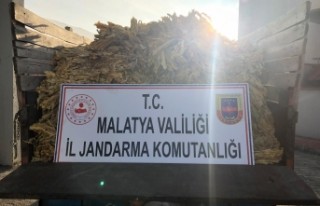 T.C.
MALATYA VALİLİĞİ
İL JANDARMA KOMUTANLIĞI